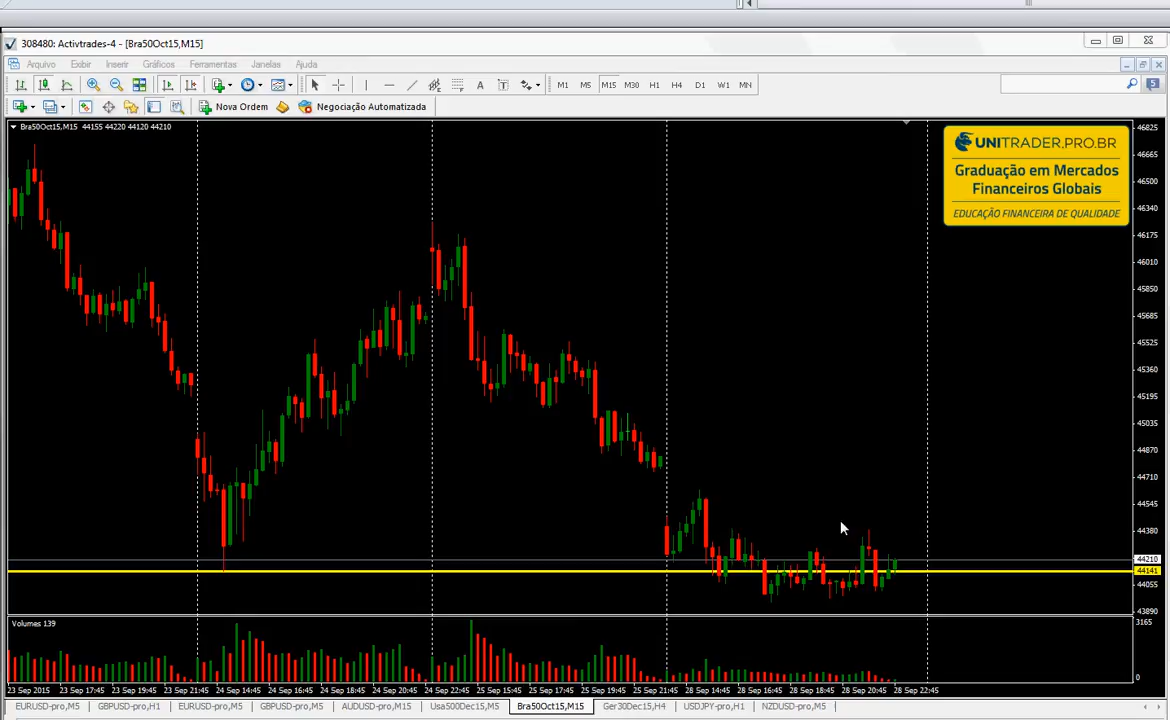 308480: Activtrades-4 - [Bra50Oct15,M15]
Arquivo Exibir Inserir Gráficos Ferramentas Janelas Ajuda
A T M1 M5 M15 M30 H1 H4 D1 W1 MN 5
Nova Ordem Negociação Automatizada
Bra50Oct15,M15 44155 44220 44120 44210
UNITRADER.PRO.BR
Graduação em Mercados
Financeiros Globais
EDUCAÇÃO FINANCEIRA DE QUALIDADE
46825
46665
46500
46340
46175
46010
45850
45685
45525
45360
45195
45035
44870
44710
44545
44380
44210
44141
44055
43890
Volumes 139
3165
0
23 Sep 2015 23 Sep 17:45 23 Sep 19:45 23 Sep 21:45 24 Sep 14:45 24 Sep 16:45 24 Sep 18:45 24 Sep 20:45 24 Sep 22:45 25 Sep 15:45 25 Sep 17:45 25 Sep 19:45 25 Sep 21:45 28 Sep 14:45 28 Sep 16:45 28 Sep 18:45 28 Sep 20:45 28 Sep 22:45
EURUSD-pro,M5 GBPUSD-pro,H1 EURUSD-pro,M5 GBPUSD-pro,M5 AUDUSD-pro,M15 Usa500Dec15,M5 Bra50Oct15,M15 Ger30Dec15,H4 USDJPY-pro,H1 NZDUSD-pro,M5